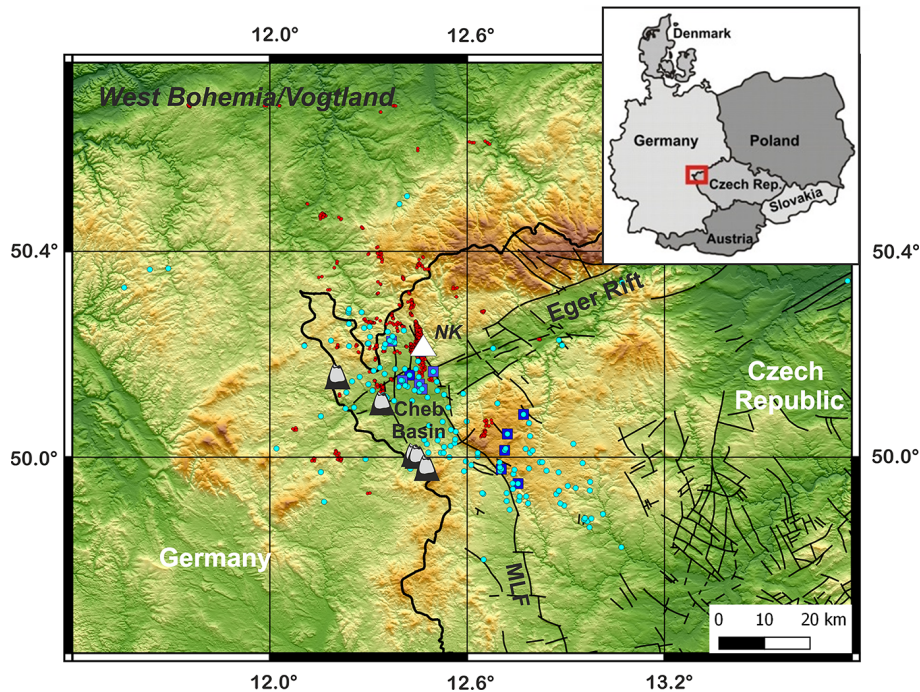 12.0°
12.6°
West Bohemia/Vogtland
Denmark
Germany
Poland
Czech Rep.
Slovakia
Austria
50.4°
50.4°
Eger Rift
NK
Czech
Republic
Cheb
Basin
50.0°
50.0°
Germany
MLF
0 10 20 km
12.0°
12.6°
13.2°